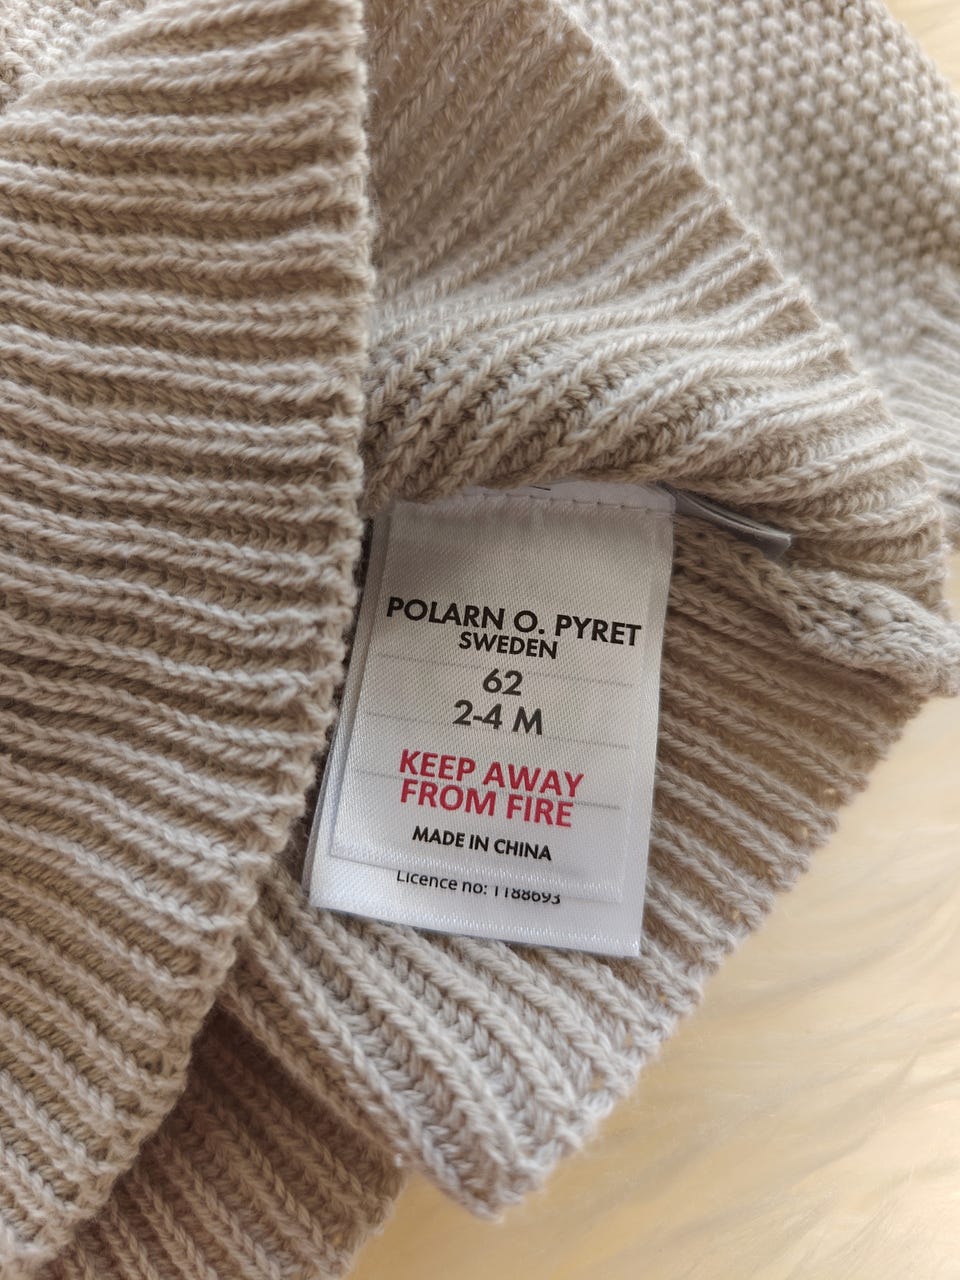 POLARN O. PYRET
SWEDEN
62
2-4 M
KEEP AWAY
FROM FIRE
MADE IN CHINA
Licence no: 1188693